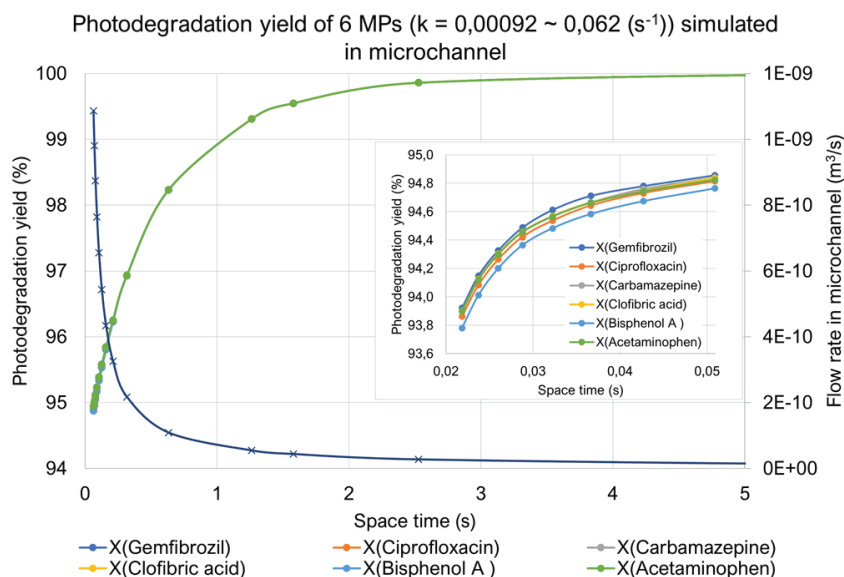 Photodegradation yield of 6 MPs (k = 0,00092 ~ 0,062 (s⁻¹)) simulated
in microchannel
Photodegradation yield (%)
100
99
98
97
96
95
94
0
1
2
3
4
5
Space time (s)
1E-09
1E-09
8E-10
6E-10
4E-10
2E-10
0E+00
Flow rate in microchannel (m³/s)
Photodegradation yield (%)
95,0
94,8
94,6
94,4
94,2
94,0
93,8
93,6
0,02
0,03
0,04
0,05
Space time (s)
X(Gemfibrozil)
X(Ciprofloxacin)
X(Carbamazepine)
X(Clofibric acid)
X(Bisphenol A )
X(Acetaminophen)
X(Gemfibrozil)
X(Ciprofloxacin)
X(Carbamazepine)
X(Clofibric acid)
X(Bisphenol A )
X(Acetaminophen)